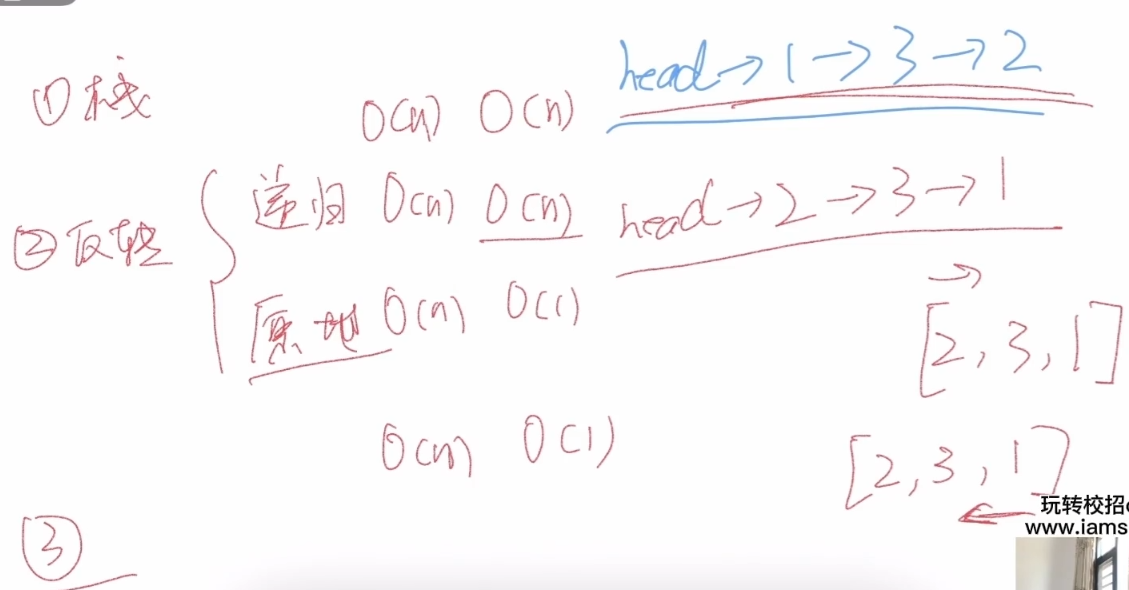 head→1→3→2
①栈 O(n) O(n)
②反转
递归 O(n) O(n) head→2→3→1
原地 O(n) O(1)
→
[2,3,1]
O(n) O(1)
[2,3,1]
←
③
玩转校招
www.iams